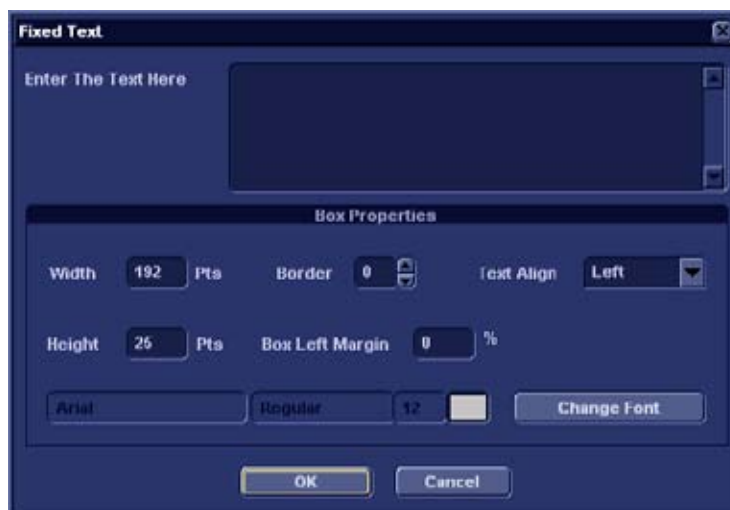 Fixed Text
Enter The Text Here
Box Properties
Width 192 Pts Border 0 Text Align Left
Height 25 Pts Box Left Margin 0 %
Arial Regular 12 Change Font
OK Cancel